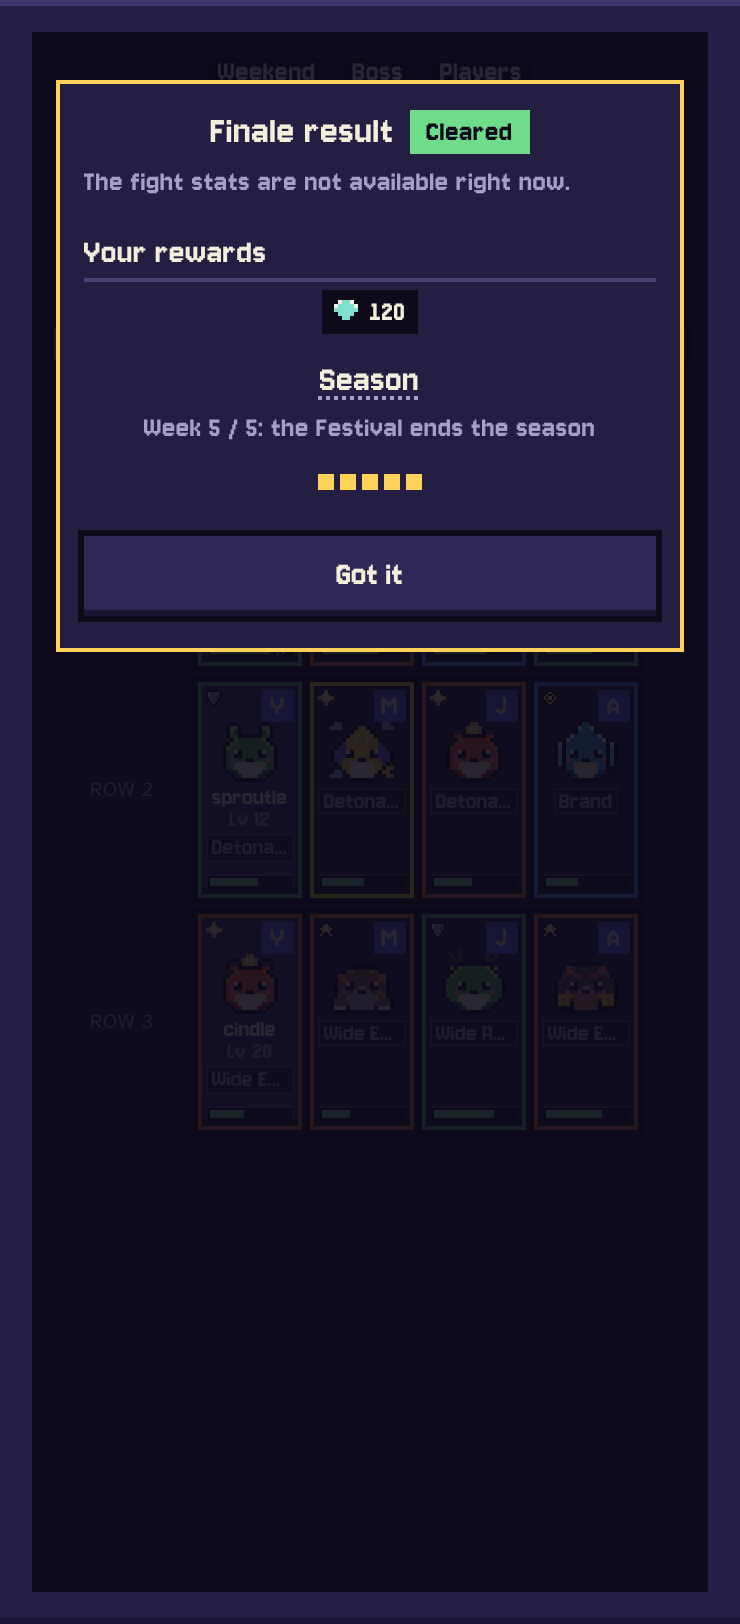 Weekend Boss Players
Finale result Cleared
The fight stats are not available right now.
Your rewards
120
Season
Week 5 / 5: the Festival ends the season
Got it
Y M J A
ROW 2
sproutle
Lv 12
Detona... Detona... Detona... Brand
Y M J A
ROW 3
cindle
Lv 20
Wide E... Wide E... Wide R... Wide E...